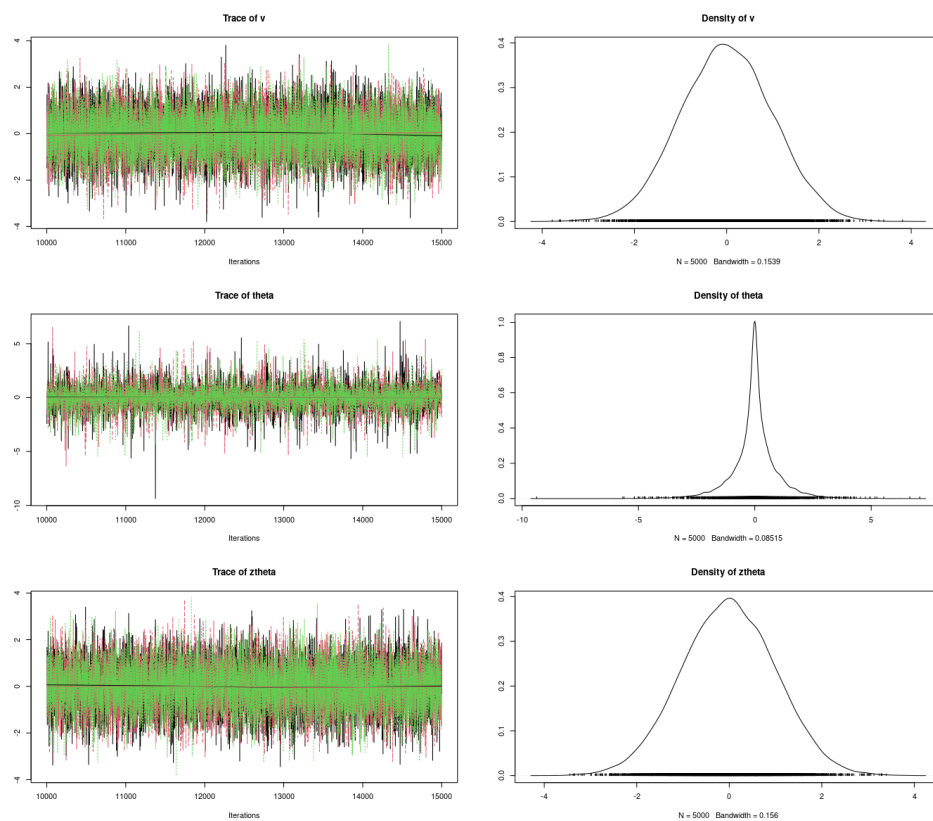 Trace of v
4
2
0
-2
-4
10000 11000 12000 13000 14000 15000
Iterations
Density of v
0.4
0.3
0.2
0.1
0.0
-4 -2 0 2 4
N = 5000 Bandwidth = 0.1539
Trace of theta
5
0
-5
-10
10000 11000 12000 13000 14000 15000
Iterations
Density of theta
1.0
0.8
0.6
0.4
0.2
0.0
-10 -5 0 5
N = 5000 Bandwidth = 0.08515
Trace of ztheta
4
2
0
-2
-4
10000 11000 12000 13000 14000 15000
Iterations
Density of ztheta
0.4
0.3
0.2
0.1
0.0
-4 -2 0 2 4
N = 5000 Bandwidth = 0.156